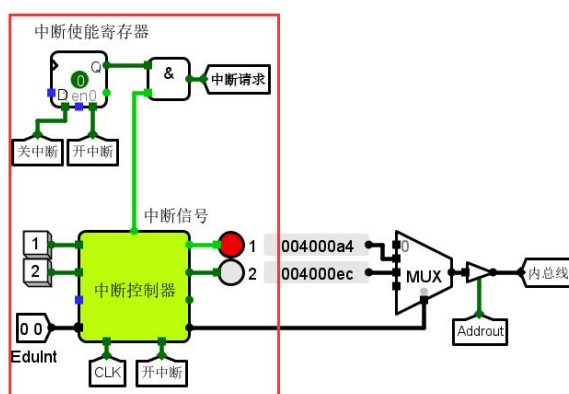 中断使能寄存器
Q
&
中断请求
0
D en0
关中断
开中断
中断信号
1
2
中断控制器
1
2
004000a4
004000ec
0
MUX
内总线
0 0
EduInt
CLK
开中断
Addrout